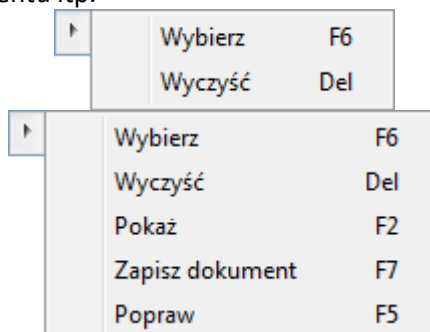 Wybierz F6
Wyczyść Del
Wybierz F6
Wyczyść Del
Pokaż F2
Zapisz dokument F7
Popraw F5